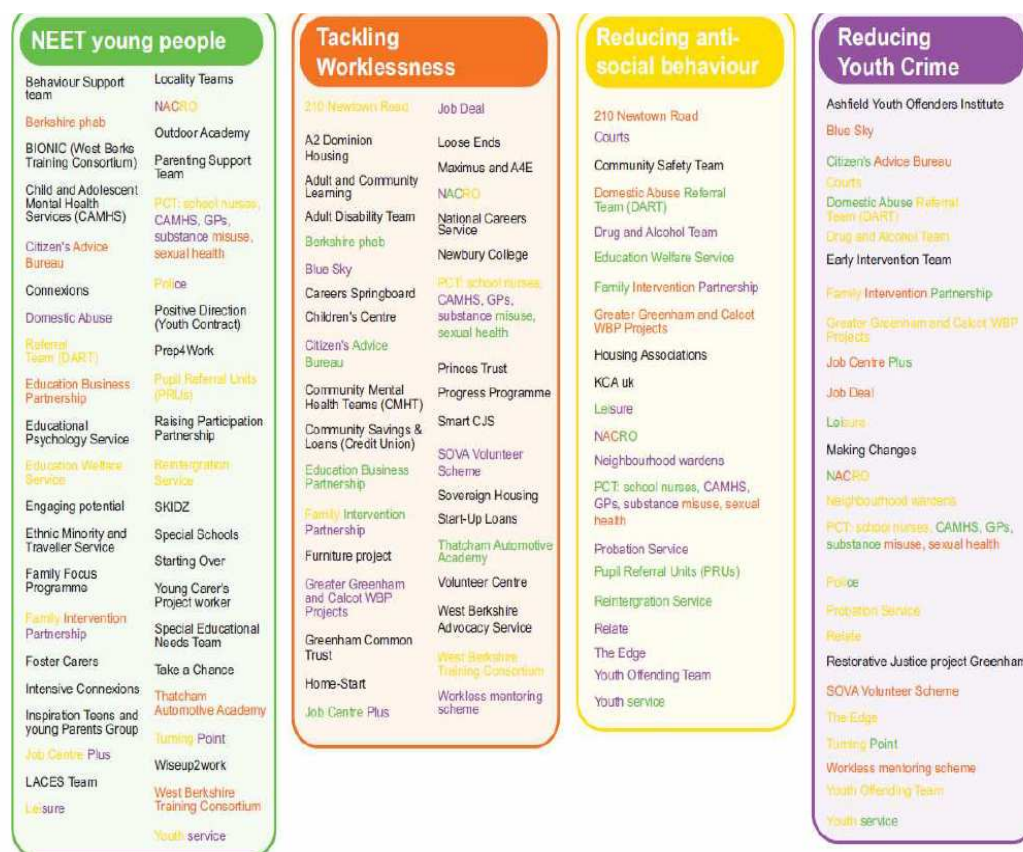 NEET young people
Behaviour Support
team
Berkshire phab
BIONIC (West Berks
Training Consortium)
Child and Adolescent
Mental Health
Services (CAMHS)
Citizen's Advice
Bureau
Connexions
Domestic Abuse
Referral
Team (DART)
Education Business
Partnership
Educational
Psychology Service
Education Welfare
Service
Engaging potential
Ethnic Minority and
Traveller Service
Family Focus
Programme
Family Intervention
Partnership
Foster Carers
Intensive Connexions
Inspiration Teens and
young Parents Group
Job Centre Plus
LACES Team
Leisure
Locality Teams
NACRO
Outdoor Academy
Parenting Support
Team
PCT: school nurses,
CAMHS, GPs,
substance misuse,
sexual health
Police
Positive Direction
(Youth Contract)
Prep4Work
Pupil Referral Units
(PRUs)
Raising Participation
Partnership
Reintergration
Service
SKIDZ
Special Schools
Starting Over
Young Carer's
Project worker
Special Educational
Needs Team
Take a Chance
Thatcham
Automotive Academy
Turning Point
Wiseup2work
West Berkshire
Training Consortium
Youth service
Tackling
Worklessness
210 Newtown Road
A2 Dominion
Housing
Adult and Community
Learning
Adult Disability Team
Berkshire phab
Blue Sky
Careers Springboard
Children's Centre
Citizen's Advice
Bureau
Community Mental
Health Teams (CMHT)
Community Savings &
Loans (Credit Union)
Education Business
Partnership
Family Intervention
Partnership
Furniture project
Greater Greenham
and Calcot WBP
Projects
Greenham Common
Trust
Home-Start
Job Centre Plus
Job Deal
Loose Ends
Maximus and A4E
NACRO
National Careers
Service
Newbury College
PCT: school nurses,
CAMHS, GPs,
substance misuse,
sexual health
Princes Trust
Progress Programme
Smart CJS
SOVA Volunteer
Scheme
Sovereign Housing
Start-Up Loans
Thatcham Automotive
Academy
Volunteer Centre
West Berkshire
Advocacy Service
West Berkshire
Training Consortium
Workless mentoring
scheme
Reducing anti-
social behaviour
210 Newtown Road
Courts
Community Safety Team
Domestic Abuse Referral
Team (DART)
Drug and Alcohol Team
Education Welfare Service
Family Intervention Partnership
Greater Greenham and Calcot
WBP Projects
Housing Associations
KCA uk
Leisure
NACRO
Neighbourhood wardens
PCT: school nurses, CAMHS,
GPs, substance misuse, sexual
health
Probation Service
Pupil Referral Units (PRUs)
Reintergration Service
Relate
The Edge
Youth Offending Team
Youth service
Reducing
Youth Crime
Ashfield Youth Offenders Institute
Blue Sky
Citizen's Advice Bureau
Courts
Domestic Abuse Referral
Team (DART)
Drug and Alcohol Team
Early Intervention Team
Family Intervention Partnership
Greater Greenham and Calcot WBP
Projects
Job Centre Plus
Job Deal
Leisure
Making Changes
NACRO
Neighbourhood wardens
PCT: school nurses, CAMHS, GPs,
substance misuse, sexual health
Police
Probation Service
Relate
Restorative Justice project Greenham
SOVA Volunteer Scheme
The Edge
Turning Point
Workless mentoring scheme
Youth Offending Team
Youth service